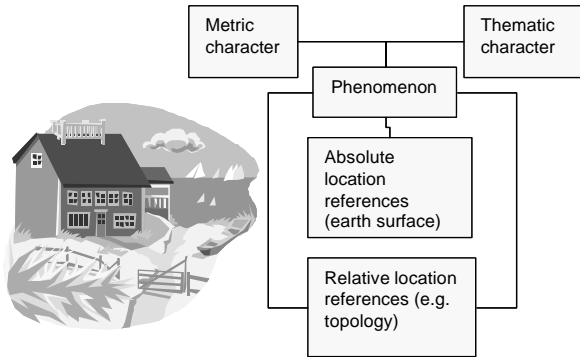 Metric
character
Thematic
character
Phenomenon
Absolute
location
references
(earth surface)
Relative location
references (e.g.
topology)